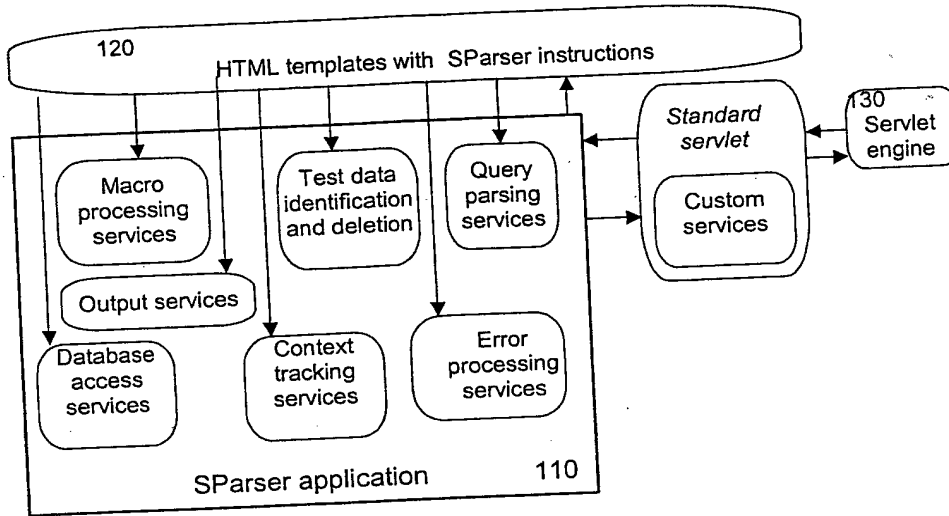 120
HTML templates with SParser instructions
Macro
processing
services
Test data
identification
and deletion
Query
parsing
services
Standard
servlet
Custom
services
130
Servlet
engine
Output services
Database
access
services
Context
tracking
services
Error
processing
services
SParser application
110